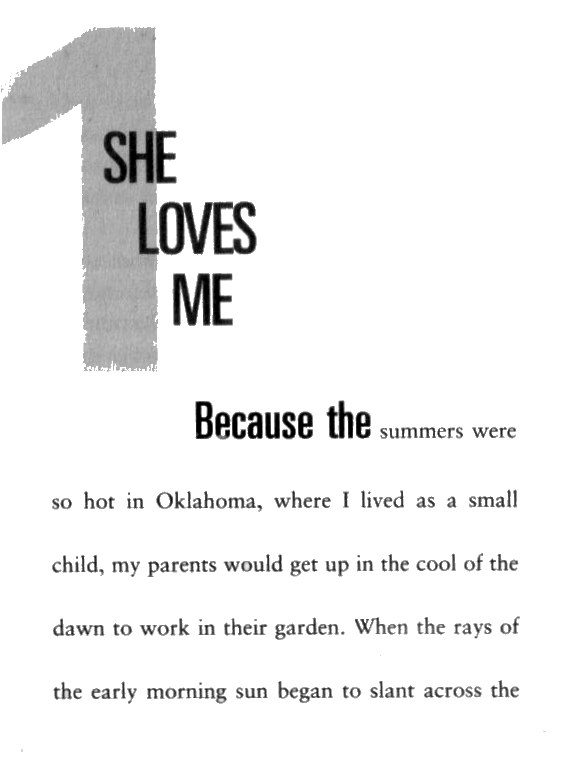 1
SHE
LOVES
ME
Because the summers were
so hot in Oklahoma, where I lived as a small
child, my parents would get up in the cool of the
dawn to work in their garden. When the rays of
the early morning sun began to slant across the